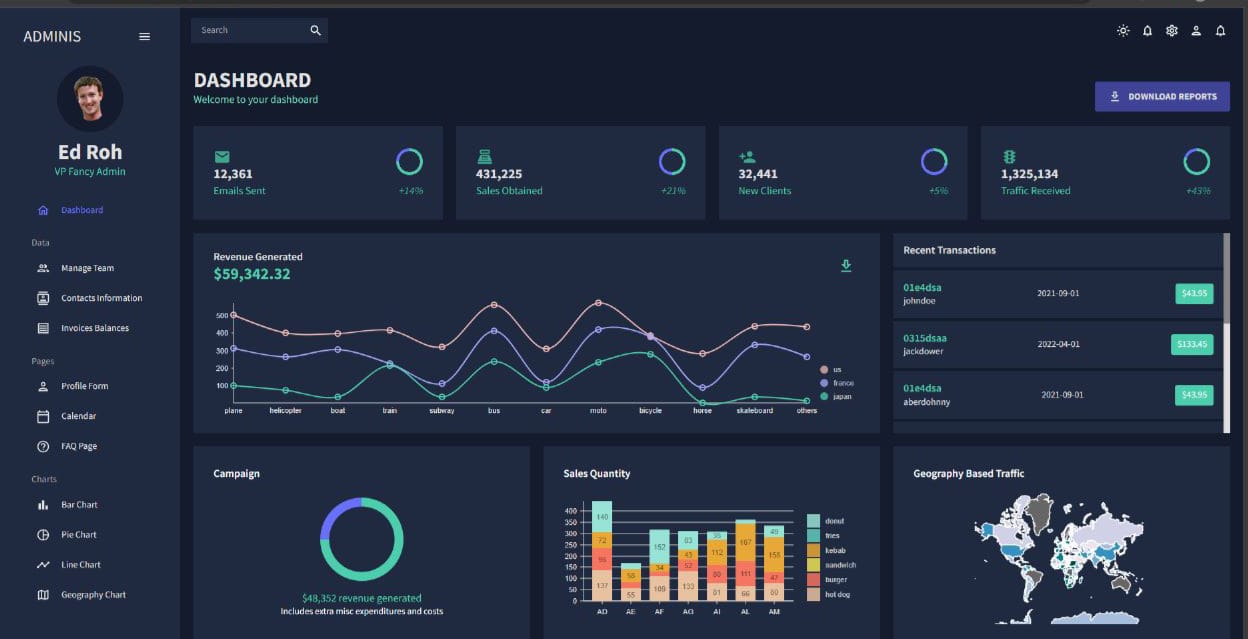 ADMINIS
Search
Ed Roh
VP Fancy Admin
Dashboard
Data
Manage Team
Contacts Information
Invoices Balances
Pages
Profile Form
Calendar
FAQ Page
Charts
Bar Chart
Pie Chart
Line Chart
Geography Chart
DASHBOARD
Welcome to your dashboard
DOWNLOAD REPORTS
12,361
Emails Sent
+14%
431,225
Sales Obtained
+21%
32,441
New Clients
+5%
1,325,134
Traffic Received
+43%
Revenue Generated
$59,342.32
500
400
300
200
100
plane helicopter boat train subway bus car moto bicycle horse skateboard others
us
france
japan
Recent Transactions
01e4dsa
johndoe
2021-09-01
$43.95
0315dsaa
jackdower
2022-04-01
$133.45
01e4dsa
aberdohnny
2021-09-01
$43.95
Campaign
$48,352 revenue generated
Includes extra misc expenditures and costs
Sales Quantity
400
350
300
250
200
150
100
50
0
140
72
96
137
58
55
152
34
109
83
43
52
133
35
112
80
81
167
111
66
49
158
47
80
AD AE AF AG AI AL AM
donut
fries
kebab
sandwich
burger
hot dog
Geography Based Traffic